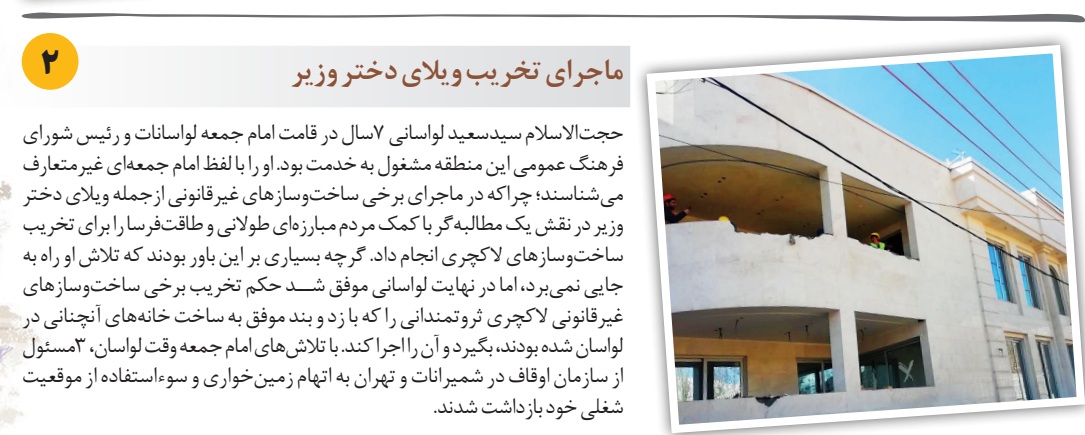 ۲
ماجرای تخریب ویلای دختر وزیر
حجت‌الاسلام سیدسعید لواسانی ۷سال در قامت امام جمعه لواسانات و رئیس شورای
فرهنگ عمومی این منطقه مشغول به خدمت بود. او را با لفظ امام جمعه‌ای غیرمتعارف
می‌شناسند؛ چراکه در ماجرای برخی ساخت‌وسازهای غیرقانونی ازجمله ویلای دختر
وزیر در نقش یک مطالبه‌گر با کمک مردم مبارزه‌ای طولانی و طاقت‌فرسا را برای تخریب
ساخت‌وسازهای لاکچری انجام داد. گرچه بسیاری بر این باور بودند که تلاش او راه به
جایی نمی‌برد، اما در نهایت لواسانی موفق شد حکم تخریب برخی ساخت‌وسازهای
غیرقانونی لاکچری ثروتمندانی را که با زد و بند موفق به ساخت خانه‌های آنچنانی در
لواسان شده بودند، بگیرد و آن را اجرا کند. با تلاش‌های امام جمعه وقت لواسان، ۳مسئول
از سازمان اوقاف در شمیرانات و تهران به اتهام زمین‌خواری و سوءاستفاده از موقعیت
شغلی خود بازداشت شدند.